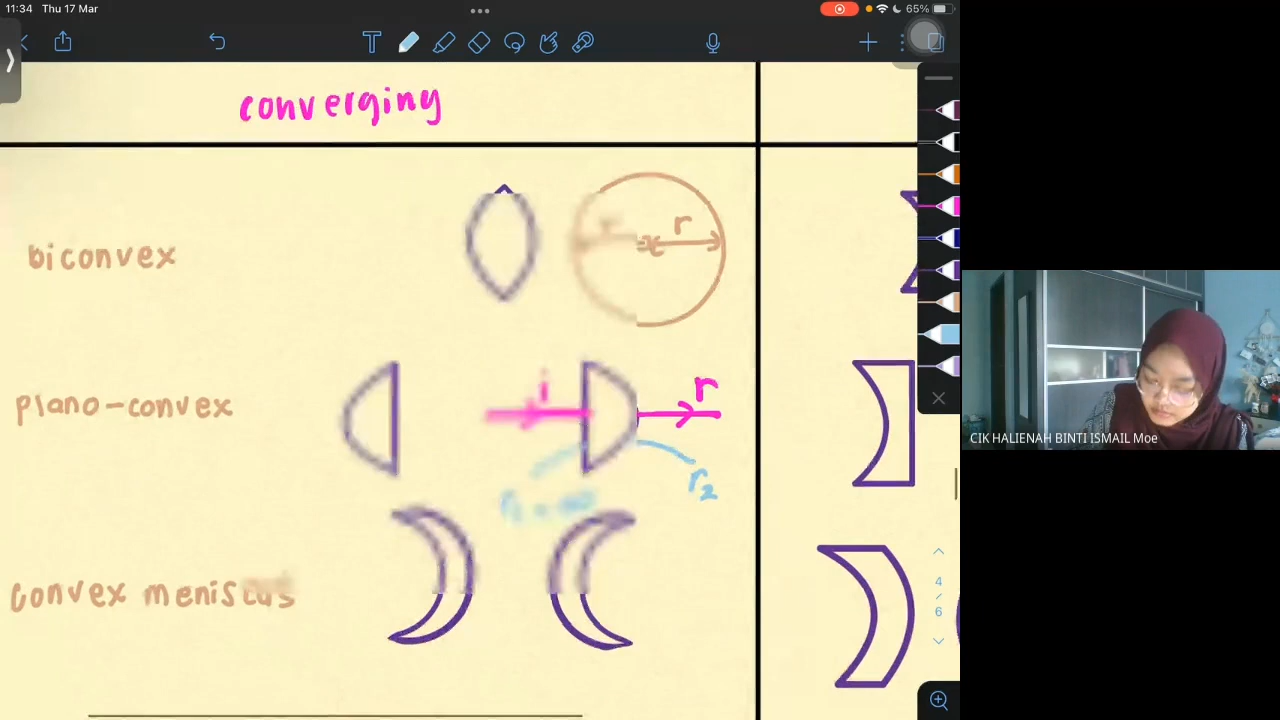 11:34 Thu 17 Mar
65%
T
converging
biconvex
r
r
plano-convex
i
r
r₁ = ∞
r₂
convex meniscus
4
/
6
CIK HALIENAH BINTI ISMAIL Moe